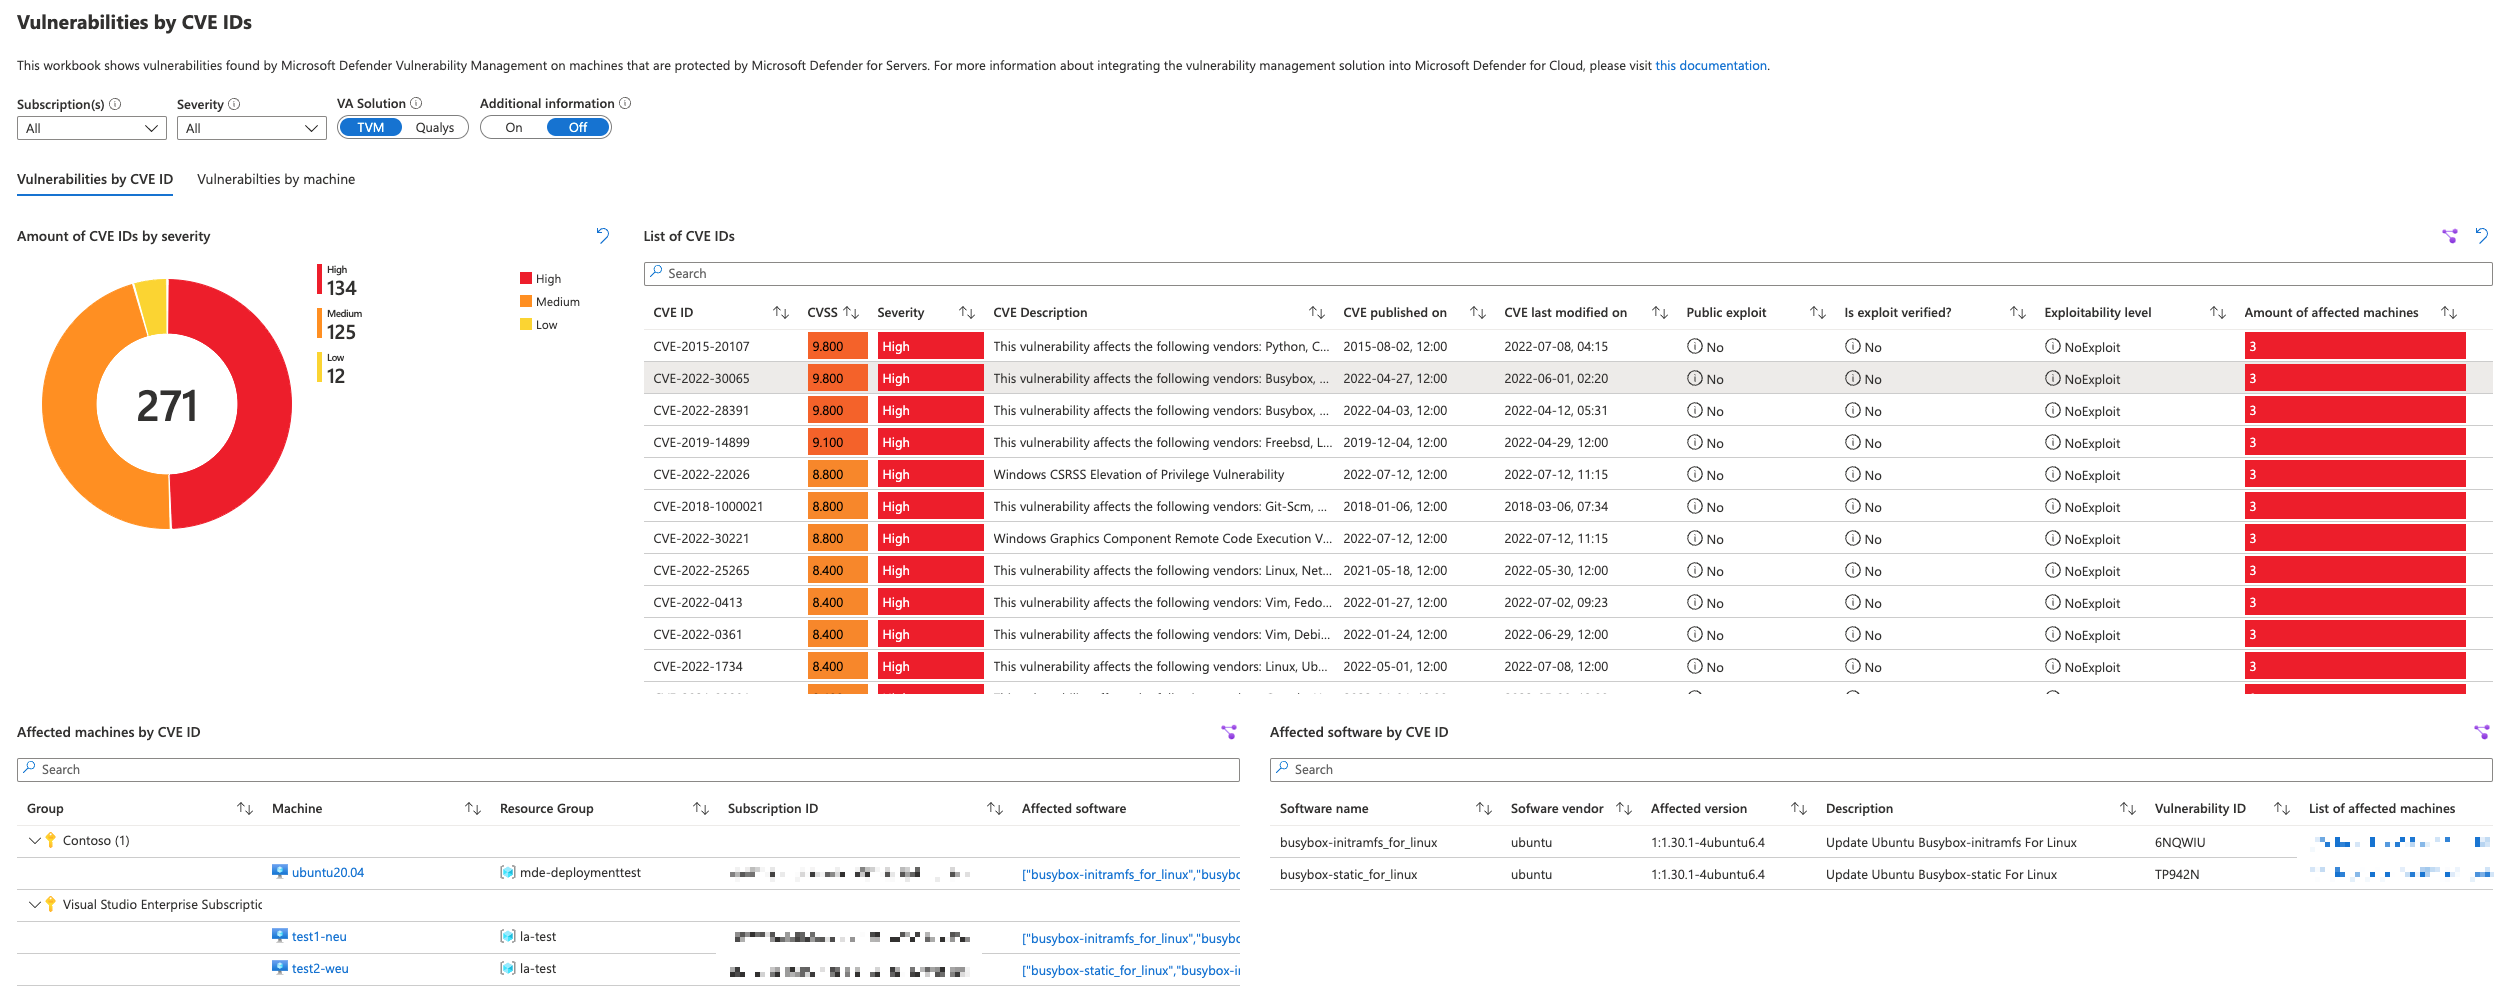 Vulnerabilities by CVE IDs
This workbook shows vulnerabilities found by Microsoft Defender Vulnerability Management on machines that are protected by Microsoft Defender for Servers. For more information about integrating the vulnerability management solution into Microsoft Defender for Cloud, please visit this documentation.
Subscription(s) Severity VA Solution Additional information
All All TVM Qualys On Off
Vulnerabilities by CVE ID Vulnerabilties by machine
Amount of CVE IDs by severity
High
134
Medium
125
Low
12
High
Medium
Low
271
List of CVE IDs
Search
CVE ID CVSS Severity CVE Description CVE published on CVE last modified on Public exploit Is exploit verified? Exploitability level Amount of affected machines
CVE-2015-20107 9.800 High This vulnerability affects the following vendors: Python, C... 2015-08-02, 12:00 2022-07-08, 04:15 No No NoExploit 3
CVE-2022-30065 9.800 High This vulnerability affects the following vendors: Busybox, ... 2022-04-27, 12:00 2022-06-01, 02:20 No No NoExploit 3
CVE-2022-28391 9.800 High This vulnerability affects the following vendors: Busybox, ... 2022-04-03, 12:00 2022-04-12, 05:31 No No NoExploit 3
CVE-2019-14899 9.100 High This vulnerability affects the following vendors: Freebsd, L... 2019-12-04, 12:00 2022-04-29, 12:00 No No NoExploit 3
CVE-2022-22026 8.800 High Windows CSRSS Elevation of Privilege Vulnerability 2022-07-12, 12:00 2022-07-12, 11:15 No No NoExploit 3
CVE-2018-1000021 8.800 High This vulnerability affects the following vendors: Git-Scm, ... 2018-01-06, 12:00 2018-03-06, 07:34 No No NoExploit 3
CVE-2022-30221 8.800 High Windows Graphics Component Remote Code Execution V... 2022-07-12, 12:00 2022-07-12, 11:15 No No NoExploit 3
CVE-2022-25265 8.400 High This vulnerability affects the following vendors: Linux, Net... 2021-05-18, 12:00 2022-05-30, 12:00 No No NoExploit 3
CVE-2022-0413 8.400 High This vulnerability affects the following vendors: Vim, Fedo... 2022-01-27, 12:00 2022-07-02, 09:23 No No NoExploit 3
CVE-2022-0361 8.400 High This vulnerability affects the following vendors: Vim, Debi... 2022-01-24, 12:00 2022-06-29, 12:00 No No NoExploit 3
CVE-2022-1734 8.400 High This vulnerability affects the following vendors: Linux, Ub... 2022-05-01, 12:00 2022-07-08, 12:00 No No NoExploit 3
Affected machines by CVE ID
Search
Group Machine Resource Group Subscription ID Affected software
Contoso (1)
ubuntu20.04 mde-deploymenttest ["busybox-initramfs_for_linux","busybo
Visual Studio Enterprise Subscriptio
test1-neu la-test ["busybox-initramfs_for_linux","busybo
test2-weu la-test ["busybox-static_for_linux","busybox-i
Affected software by CVE ID
Search
Software name Sofware vendor Affected version Description Vulnerability ID List of affected machines
busybox-initramfs_for_linux ubuntu 1:1.30.1-4ubuntu6.4 Update Ubuntu Busybox-initramfs For Linux 6NQWIU
busybox-static_for_linux ubuntu 1:1.30.1-4ubuntu6.4 Update Ubuntu Busybox-static For Linux TP942N